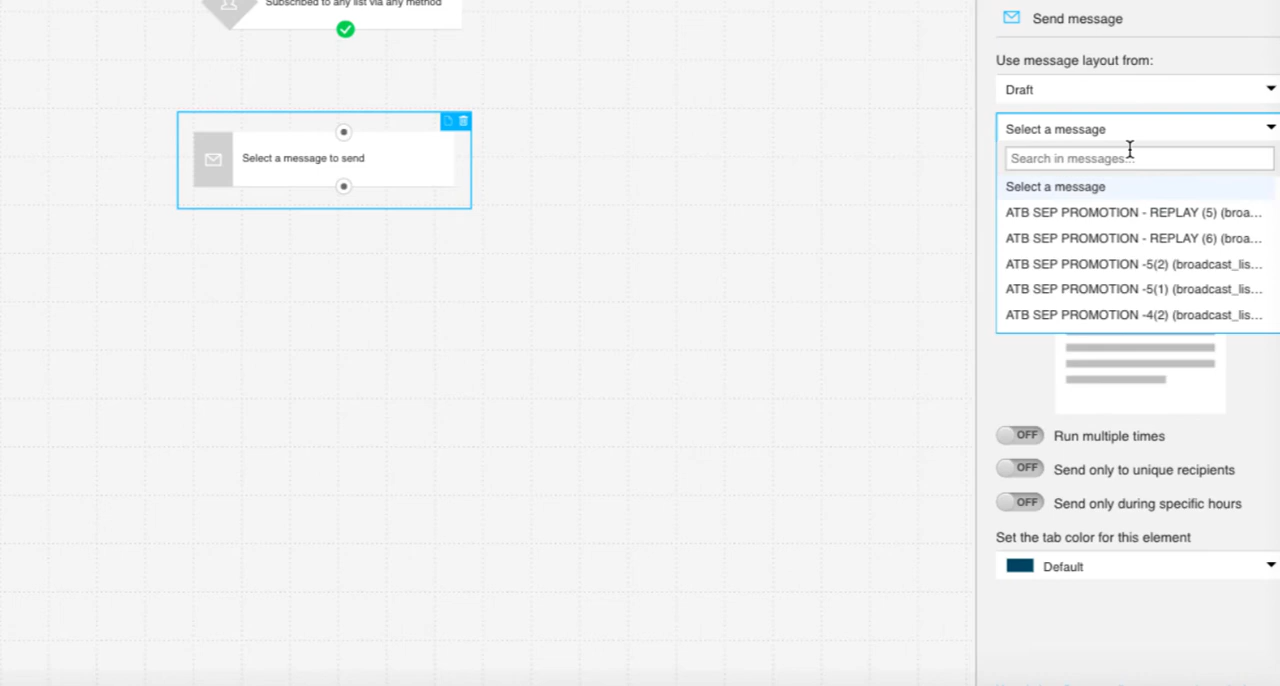 Subscribed to any list via any method
Select a message to send
Send message
Use message layout from:
Draft
Select a message
Search in messages...
Select a message
ATB SEP PROMOTION - REPLAY (5) (broa...
ATB SEP PROMOTION - REPLAY (6) (broa...
ATB SEP PROMOTION -5(2) (broadcast_lis...
ATB SEP PROMOTION -5(1) (broadcast_lis...
ATB SEP PROMOTION -4(2) (broadcast_lis...
OFF Run multiple times
OFF Send only to unique recipients
OFF Send only during specific hours
Set the tab color for this element
Default